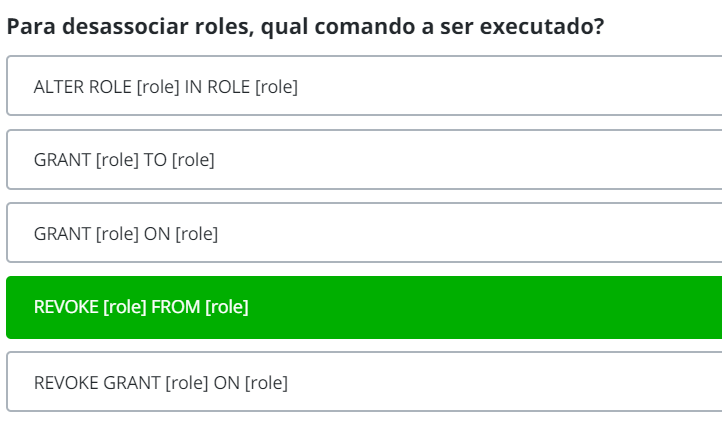 Para desassociar roles, qual comando a ser executado?
ALTER ROLE [role] IN ROLE [role]
GRANT [role] TO [role]
GRANT [role] ON [role]
REVOKE [role] FROM [role]
REVOKE GRANT [role] ON [role]